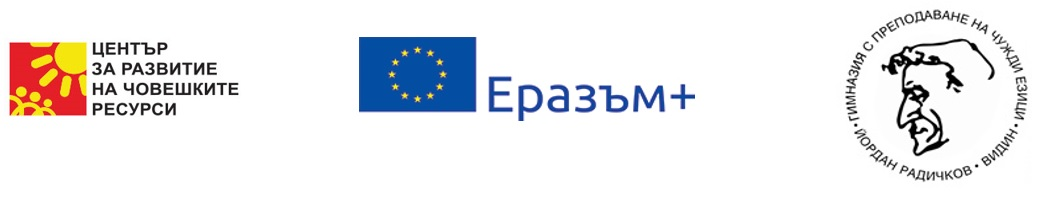 ЦЕНТЪР
ЗА РАЗВИТИЕ
НА ЧОВЕШКИТЕ
РЕСУРСИ
Еразъм+
ГИМНАЗИЯ С ПРЕПОДАВАНЕ НА ЧУЖДИ ЕЗИЦИ • ВИДИН •
ЙОРДАН РАДИЧКОВ •